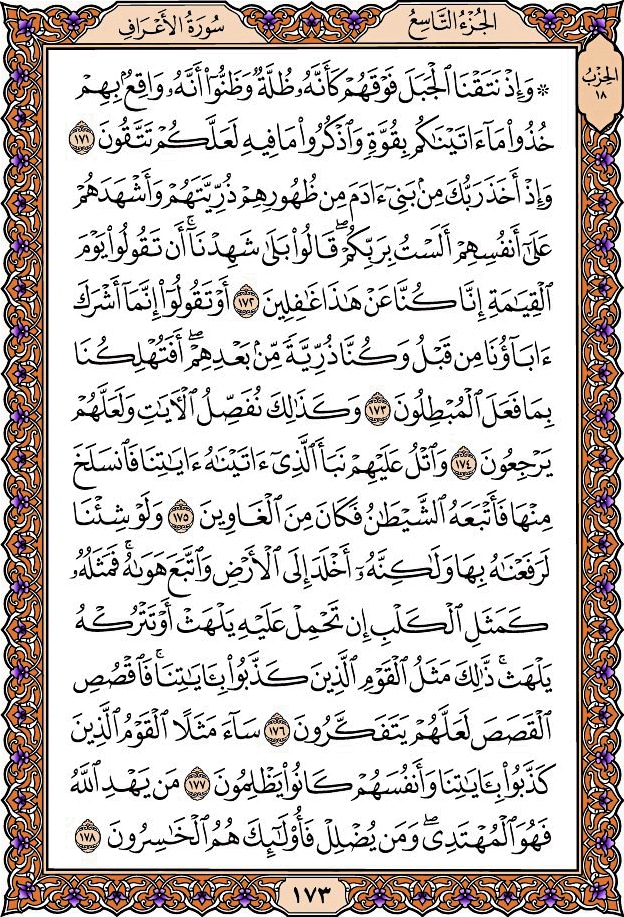 سُورَةُ الأَعْرَافِ
الجُزْءُ التَّاسِعُ
الحِزْبُ
١٨
۞ وَإِذْ نَتَقْنَا ٱلْجَبَلَ فَوْقَهُمْ كَأَنَّهُۥ ظُلَّةٌ وَظَنُّوٓا۟ أَنَّهُۥ وَاقِعٌۢ بِهِمْ
خُذُوا۟ مَآ ءَاتَيْنَٰكُم بِقُوَّةٍ وَٱذْكُرُوا۟ مَا فِيهِ لَعَلَّكُمْ تَتَّقُونَ ١٧١
وَإِذْ أَخَذَ رَبُّكَ مِنۢ بَنِىٓ ءَادَمَ مِن ظُهُورِهِمْ ذُرِّيَّتَهُمْ وَأَشْهَدَهُمْ
عَلَىٰٓ أَنفُسِهِمْ أَلَسْتُ بِرَبِّكُمْۖ قَالُوا۟ بَلَىٰ شَهِدْنَآۚ أَن تَقُولُوا۟ يَوْمَ
ٱلْقِيَٰمَةِ إِنَّا كُنَّا عَنْ هَٰذَا غَٰفِلِينَ ١٧٢ أَوْ تَقُولُوٓا۟ إِنَّمَآ أَشْرَكَ
ءَابَآؤُنَا مِن قَبْلُ وَكُنَّا ذُرِّيَّةً مِّنۢ بَعْدِهِمْۖ أَفَتُهْلِكُنَا
بِمَا فَعَلَ ٱلْمُبْطِلُونَ ١٧٣ وَكَذَٰلِكَ نُفَصِّلُ ٱلْـَٔايَٰتِ وَلَعَلَّهُمْ
يَرْجِعُونَ ١٧٤ وَٱتْلُ عَلَيْهِمْ نَبَأَ ٱلَّذِىٓ ءَاتَيْنَٰهُ ءَايَٰتِنَا فَٱنسَلَخَ
مِنْهَا فَأَتْبَعَهُ ٱلشَّيْطَٰنُ فَكَانَ مِنَ ٱلْغَاوِينَ ١٧٥ وَلَوْ شِئْنَا
لَرَفَعْنَٰهُ بِهَا وَلَٰكِنَّهُۥٓ أَخْلَدَ إِلَى ٱلْأَرْضِ وَٱتَّبَعَ هَوَىٰهُۚ فَمَثَلُهُۥ
كَمَثَلِ ٱلْكَلْبِ إِن تَحْمِلْ عَلَيْهِ يَلْهَثْ أَوْ تَتْرُكْهُ
يَلْهَثۚ ذَّٰلِكَ مَثَلُ ٱلْقَوْمِ ٱلَّذِينَ كَذَّبُوا۟ بِـَٔايَٰتِنَاۚ فَٱقْصُصِ
ٱلْقَصَصَ لَعَلَّهُمْ يَتَفَكَّرُونَ ١٧٦ سَآءَ مَثَلًا ٱلْقَوْمُ ٱلَّذِينَ
كَذَّبُوا۟ بِـَٔايَٰتِنَا وَأَنفُسَهُمْ كَانُوا۟ يَظْلِمُونَ ١٧٧ مَن يَهْدِ ٱللَّهُ
فَهُوَ ٱلْمُهْتَدِىۖ وَمَن يُضْلِلْ فَأُو۟لَٰٓئِكَ هُمُ ٱلْخَٰسِرُونَ ١٧٨
١٧٣